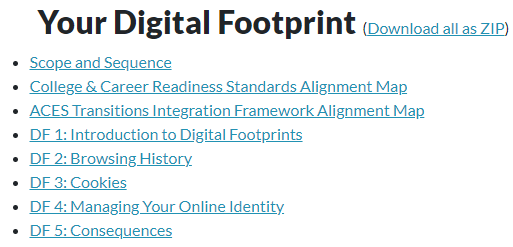 Your Digital Footprint (Download all as ZIP)
• Scope and Sequence
• College & Career Readiness Standards Alignment Map
• ACES Transitions Integration Framework Alignment Map
• DF 1: Introduction to Digital Footprints
• DF 2: Browsing History
• DF 3: Cookies
• DF 4: Managing Your Online Identity
• DF 5: Consequences